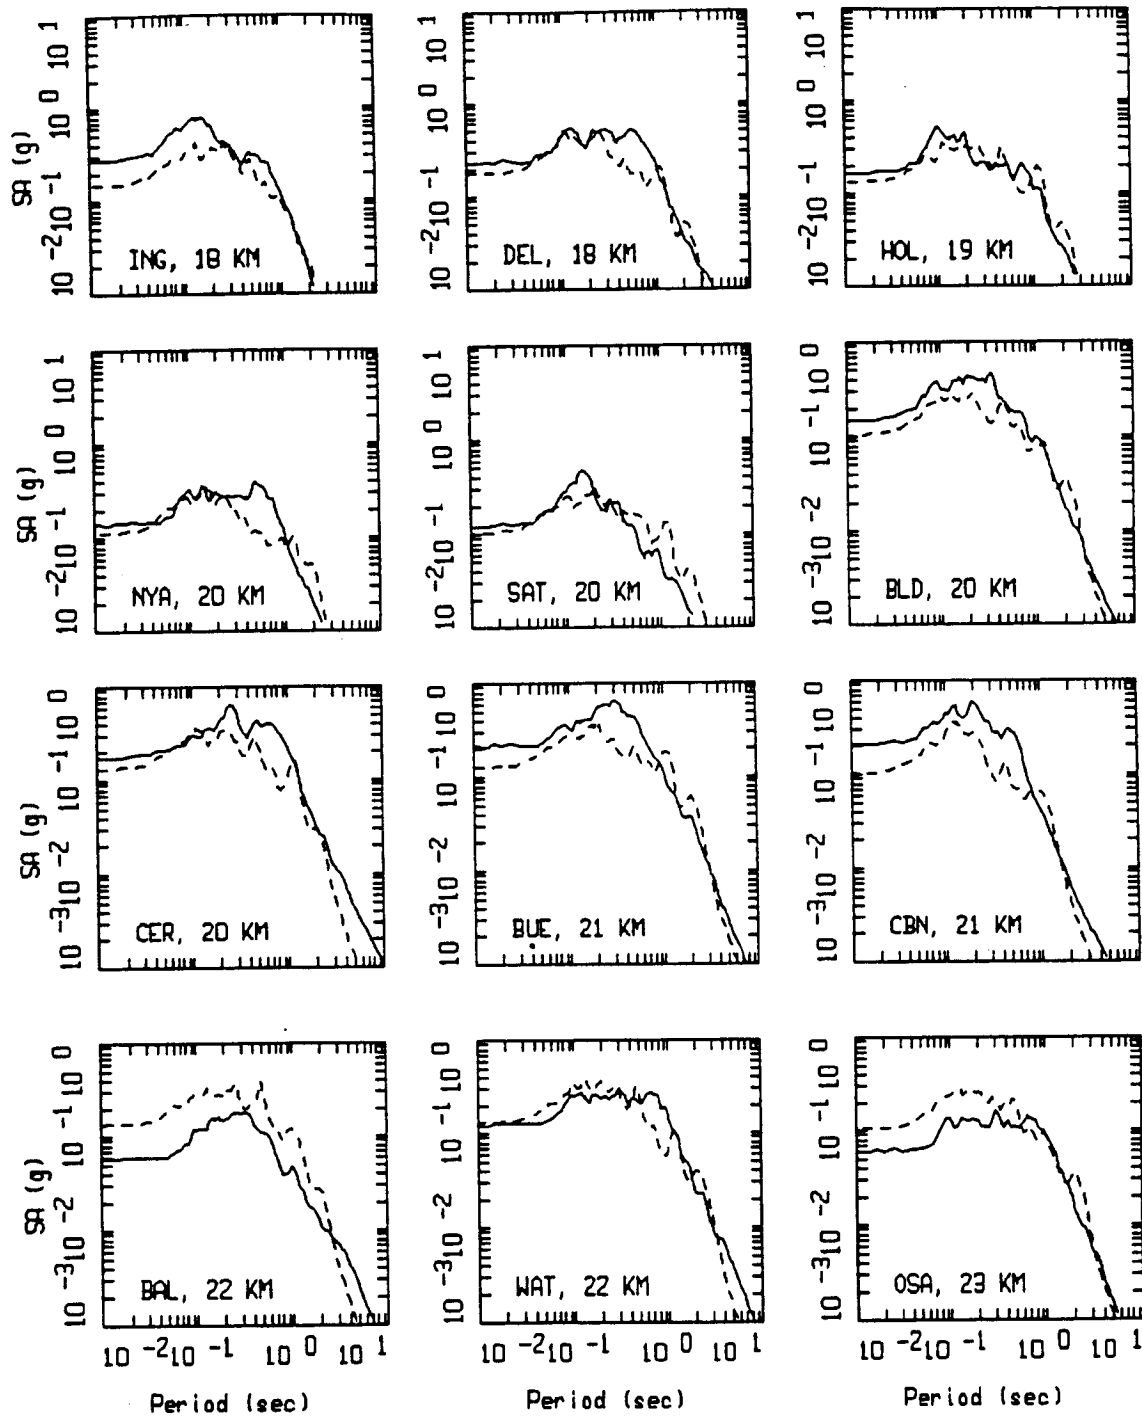 SA (g)
10 -2 10 -1 10 0 10 1
ING, 18 KM
DEL, 18 KM
10 -2 10 -1 10 0 10 1
HOL, 19 KM
10 -2 10 -1 10 0 10 1
SA (g)
10 -2 10 -1 10 0 10 1
NYA, 20 KM
10 -2 10 -1 10 0 10 1
SAT, 20 KM
10 -3 10 -2 10 -1 10 0
BLD, 20 KM
SA (g)
10 -3 10 -2 10 -1 10 0
CER, 20 KM
10 -3 10 -2 10 -1 10 0
BUE, 21 KM
10 -3 10 -2 10 -1 10 0
CBN, 21 KM
SA (g)
10 -3 10 -2 10 -1 10 0
BAL, 22 KM
10 -3 10 -2 10 -1 10 0
WAT, 22 KM
10 -3 10 -2 10 -1 10 0
OSA, 23 KM
10 -2 10 -1 10 0 10 1
10 -2 10 -1 10 0 10 1
10 -2 10 -1 10 0 10 1
Period (sec)
Period (sec)
Period (sec)